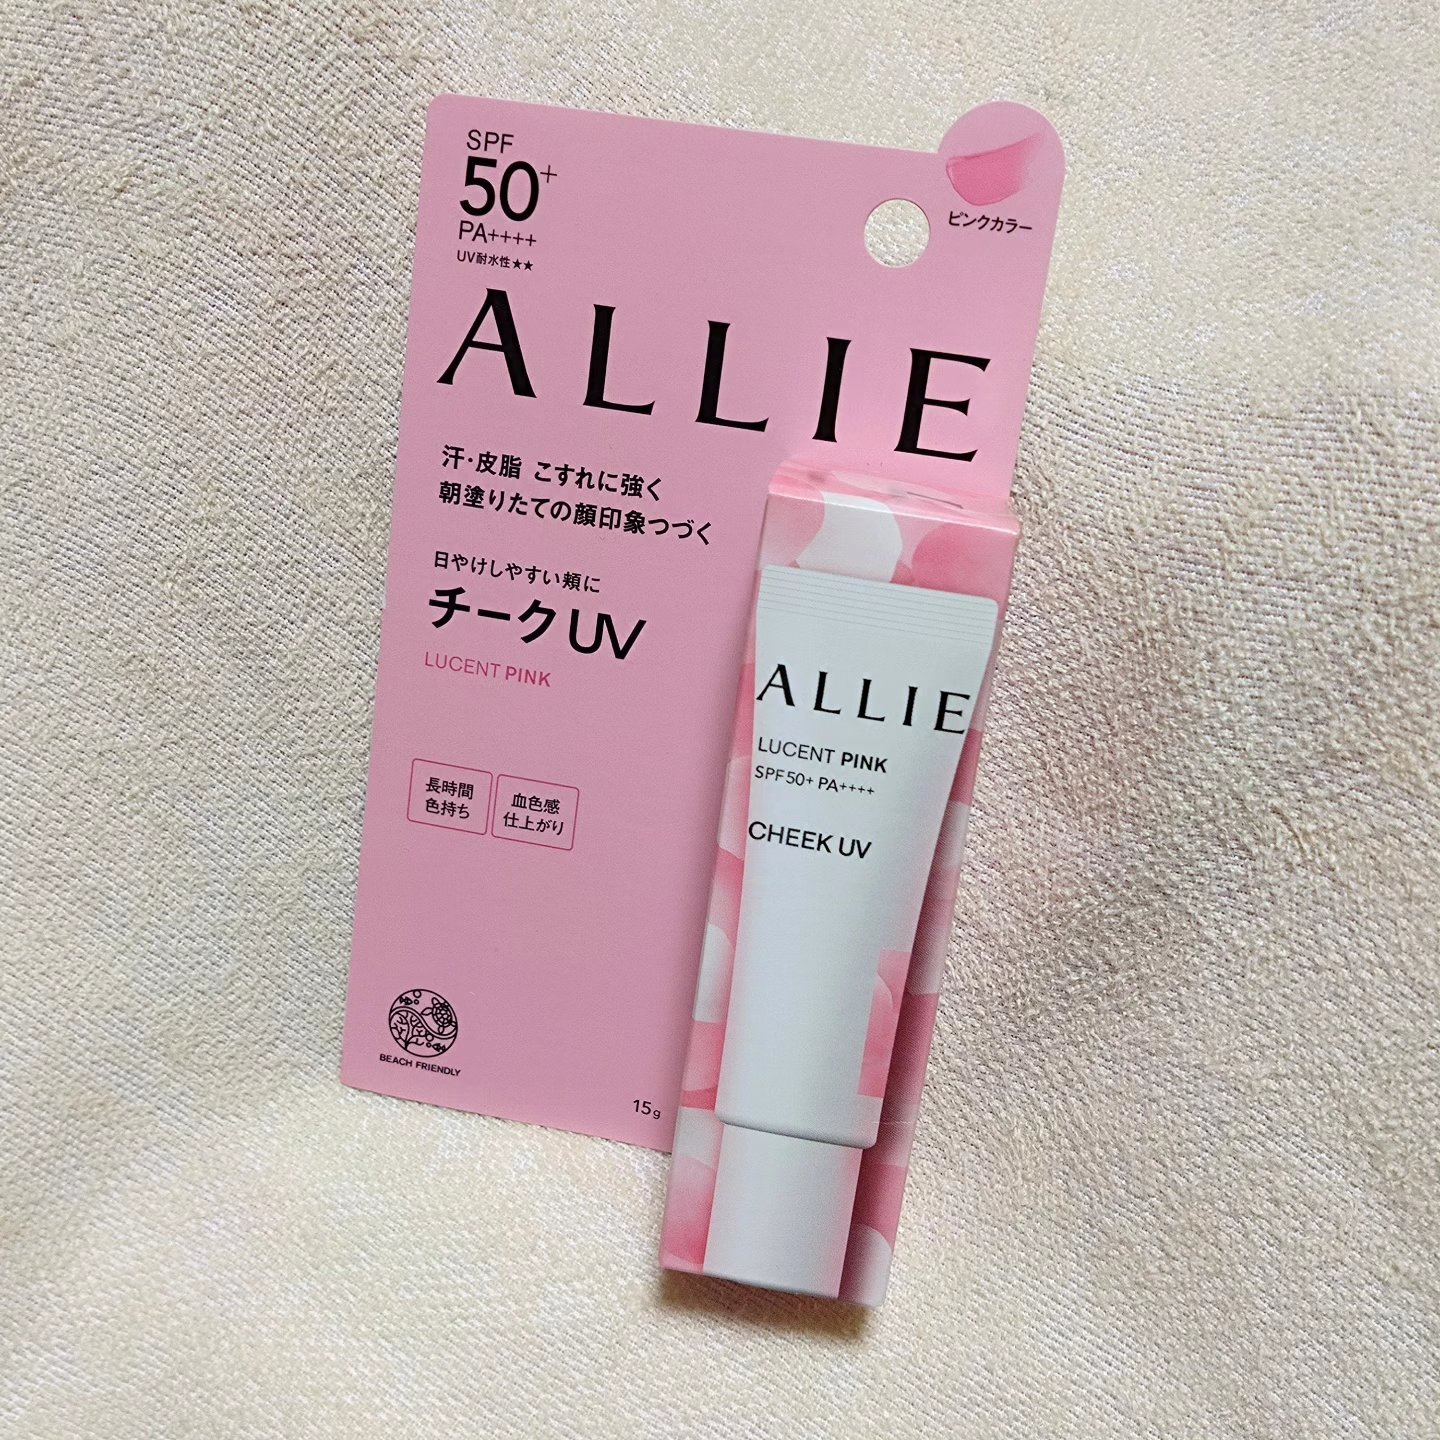 SPF
50+
PA++++
UV耐水性★★
ピンクカラー
ALLIE
汗・皮脂 こすれに強く
朝塗りたての顔印象つづく
日やけしやすい頬に
チークUV
LUCENT PINK
長時間
色持ち
血色感
仕上がり
BEACH FRIENDLY
15g
ALLIE
LUCENT PINK
SPF50+ PA++++
CHEEK UV